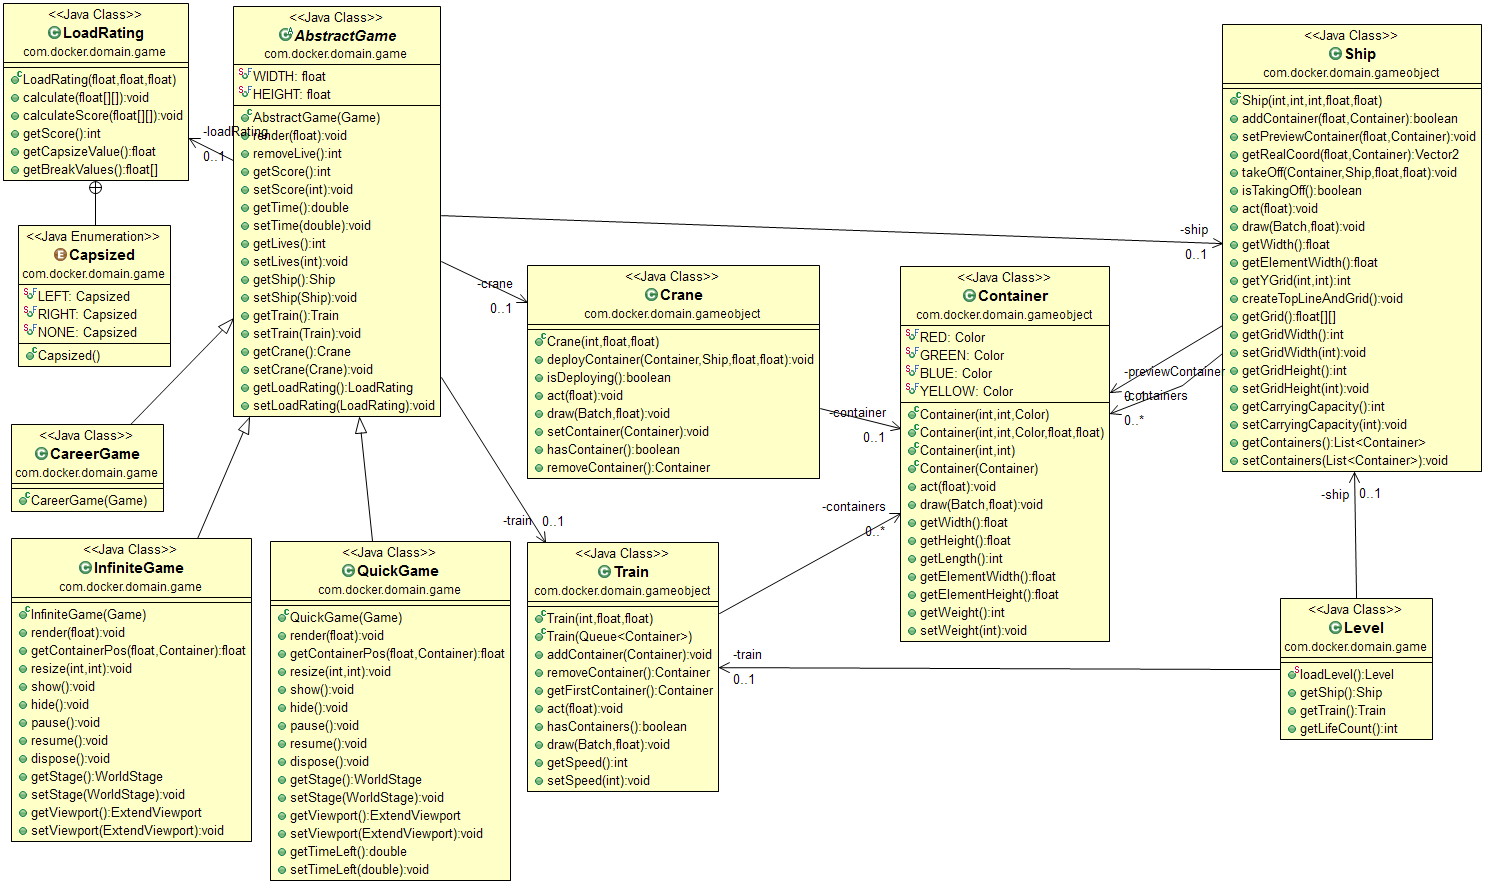 <<Java Class>>
LoadRating
com.docker.domain.game
LoadRating(float,float,float)
calculate(float[][]):void
calculateScore(float[][]):void
getScore():int
getCapsizeValue():float
getBreakValues():float[]
<<Java Enumeration>>
Capsized
com.docker.domain.game
LEFT: Capsized
RIGHT: Capsized
NONE: Capsized
Capsized()
<<Java Class>>
CareerGame
com.docker.domain.game
CareerGame(Game)
<<Java Class>>
InfiniteGame
com.docker.domain.game
InfiniteGame(Game)
render(float):void
getContainerPos(float,Container):float
resize(int,int):void
show():void
hide():void
pause():void
resume():void
dispose():void
getStage():WorldStage
setStage(WorldStage):void
getViewport():ExtendViewport
setViewport(ExtendViewport):void
<<Java Class>>
AbstractGame
com.docker.domain.game
WIDTH: float
HEIGHT: float
AbstractGame(Game)
render(float):void
removeLive():int
getScore():int
setScore(int):void
getTime():double
setTime(double):void
getLives():int
setLives(int):void
getShip():Ship
setShip(Ship):void
getTrain():Train
setTrain(Train):void
getCrane():Crane
setCrane(Crane):void
getLoadRating():LoadRating
setLoadRating(LoadRating):void
-loadRating
0..1
<<Java Class>>
QuickGame
com.docker.domain.game
QuickGame(Game)
render(float):void
getContainerPos(float,Container):float
resize(int,int):void
show():void
hide():void
pause():void
resume():void
dispose():void
getStage():WorldStage
setStage(WorldStage):void
getViewport():ExtendViewport
setViewport(ExtendViewport):void
getTimeLeft():double
setTimeLeft(double):void
-crane
0..1
<<Java Class>>
Crane
com.docker.domain.gameobject
Crane(int,float,float)
deployContainer(Container,Ship,float,float):void
isDeploying():boolean
act(float):void
draw(Batch,float):void
setContainer(Container):void
hasContainer():boolean
removeContainer():Container
-train 0..1
<<Java Class>>
Train
com.docker.domain.gameobject
Train(int,float,float)
Train(Queue<Container>)
addContainer(Container):void
removeContainer():Container
getFirstContainer():Container
act(float):void
hasContainers():boolean
draw(Batch,float):void
getSpeed():int
setSpeed(int):void
-container
0..1
-containers
0..*
-train
0..1
<<Java Class>>
Container
com.docker.domain.gameobject
RED: Color
GREEN: Color
BLUE: Color
YELLOW: Color
Container(int,int,Color)
Container(int,int,Color,float,float)
Container(int,int)
Container(Container)
act(float):void
draw(Batch,float):void
getWidth():float
getHeight():float
getLength():int
getElementWidth():float
getElementHeight():float
getWeight():int
setWeight(int):void
-ship
0..1
-previewContainer
0..1
-containers
0..*
<<Java Class>>
Ship
com.docker.domain.gameobject
Ship(int,int,int,float,float)
addContainer(float,Container):boolean
setPreviewContainer(float,Container):void
getRealCoord(float,Container):Vector2
takeOff(Container,Ship,float,float):void
isTakingOff():boolean
act(float):void
draw(Batch,float):void
getWidth():float
getElementWidth():float
getYGrid(int,int):int
createTopLineAndGrid():void
getGrid():float[][]
getGridWidth():int
setGridWidth(int):void
getGridHeight():int
setGridHeight(int):void
getCarryingCapacity():int
setCarryingCapacity(int):void
getContainers():List<Container>
setContainers(List<Container>):void
-ship 0..1
<<Java Class>>
Level
com.docker.domain.game
loadLevel():Level
getShip():Ship
getTrain():Train
getLifeCount():int